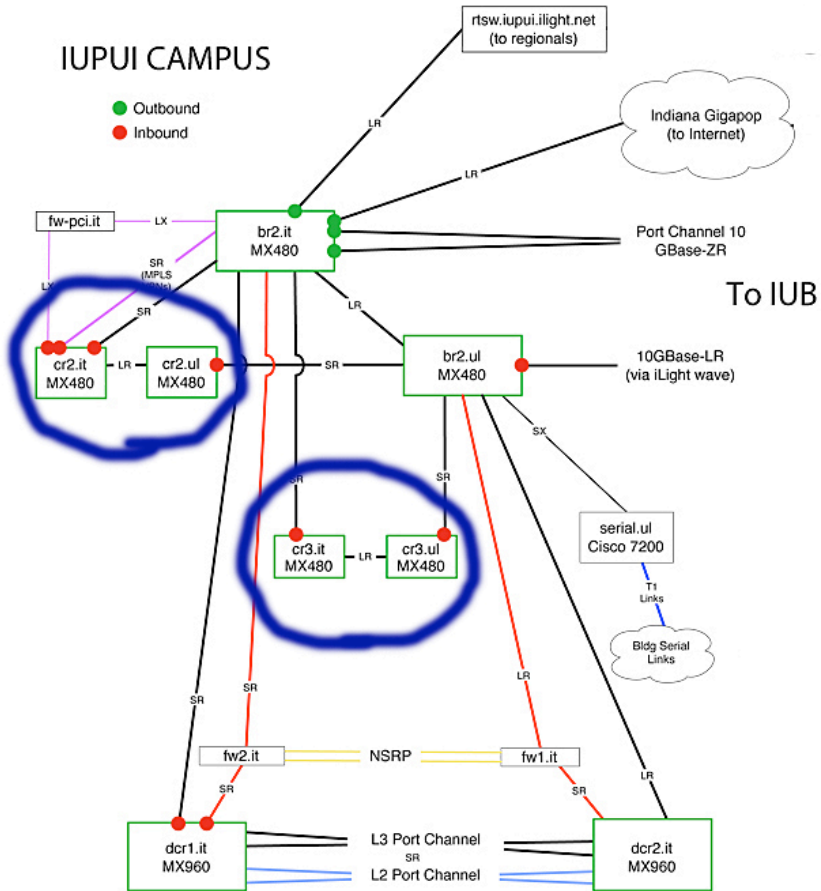 rtsw.iupui.ilight.net
(to regionals)
IUPUI CAMPUS
Outbound
Inbound
LR
Indiana Gigapop
(to Internet)
LR
fw-pci.it
LX
br2.it
MX480
Port Channel 10
GBase-ZR
SR
(MPLS
LX
SR
LR
To IUB
cr2.it
MX480
LR
cr2.ul
MX480
SR
br2.ul
MX480
10GBase-LR
(via iLight wave)
SX
SR
SR
serial.ul
Cisco 7200
cr3.it
MX480
LR
cr3.ul
MX480
T1
Links
Bldg Serial
Links
LR
SR
SR
fw2.it
NSRP
fw1.it
LR
SR
SR
dcr1.it
MX960
L3 Port Channel
SR
L2 Port Channel
dcr2.it
MX960